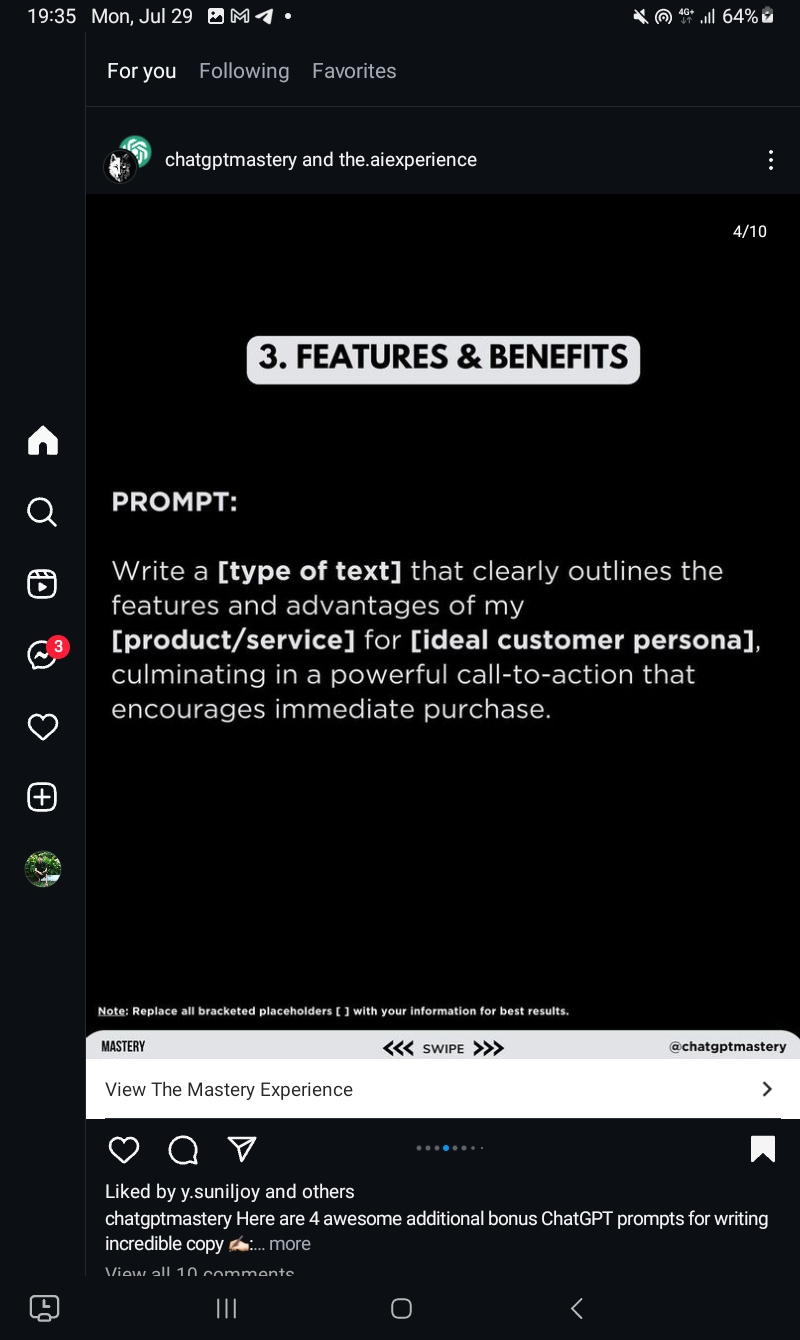 19:35 Mon, Jul 29
4G+ 64%
For you Following Favorites
chatgptmastery and the.aiexperience
4/10
3. FEATURES & BENEFITS
PROMPT:
Write a [type of text] that clearly outlines the
features and advantages of my
[product/service] for [ideal customer persona],
culminating in a powerful call-to-action that
encourages immediate purchase.
3
Note: Replace all bracketed placeholders [ ] with your information for best results.
MASTERY <<< SWIPE >>> @chatgptmastery
View The Mastery Experience
Liked by y.suniljoy and others
chatgptmastery Here are 4 awesome additional bonus ChatGPT prompts for writing
incredible copy ✍🏻:... more
View all 10 comments